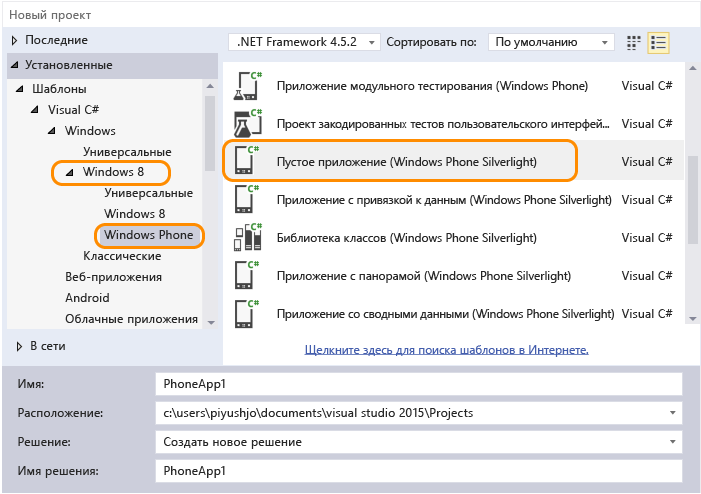 Новый проект
Последние
Установленные
Шаблоны
Visual C#
Windows
Универсальные
Windows 8
Универсальные
Windows 8
Windows Phone
Классические
Веб-приложения
Android
Облачные приложения
В сети
.NET Framework 4.5.2 Сортировать по: По умолчанию
C# Приложение модульного тестирования (Windows Phone) Visual C#
C# Проект закодированных тестов пользовательского интерфей... Visual C#
C# Пустое приложение (Windows Phone Silverlight) Visual C#
C# Приложение с привязкой к данным (Windows Phone Silverlight) Visual C#
C# Библиотека классов (Windows Phone Silverlight) Visual C#
C# Приложение с панорамой (Windows Phone Silverlight) Visual C#
C# Приложение со сводными данными (Windows Phone Silverlight) Visual C#
Щелкните здесь для поиска шаблонов в Интернете.
Имя: PhoneApp1
Расположение: c:\users\piyushjo\documents\visual studio 2015\Projects
Решение: Создать новое решение
Имя решения: PhoneApp1